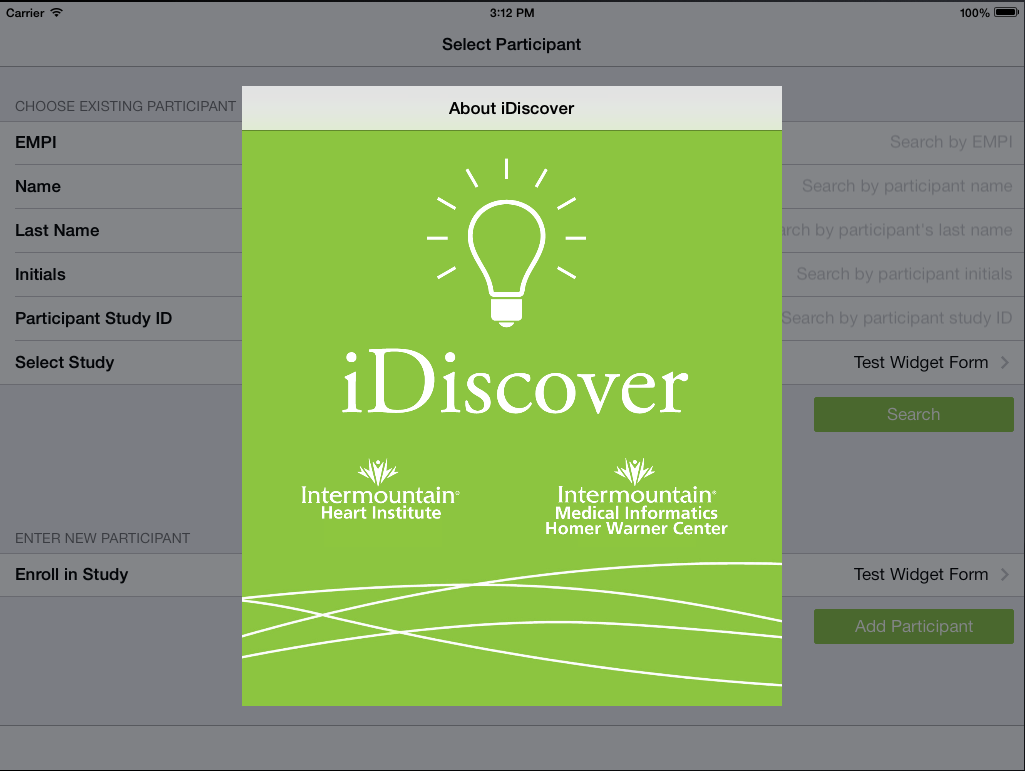 Carrier 3:12 PM 100%
Select Participant
CHOOSE EXISTING PARTICIPANT
EMPI Search by EMPI
Name Search by participant name
Last Name by participant's last name
Initials Search by participant initials
Participant Study ID Search by participant study ID
Select Study Test Widget Form
Search
ENTER NEW PARTICIPANT
Enroll in Study Test Widget Form
Add Participant
About iDiscover
iDiscover
Intermountain®
Heart Institute
Intermountain®
Medical Informatics
Homer Warner Center